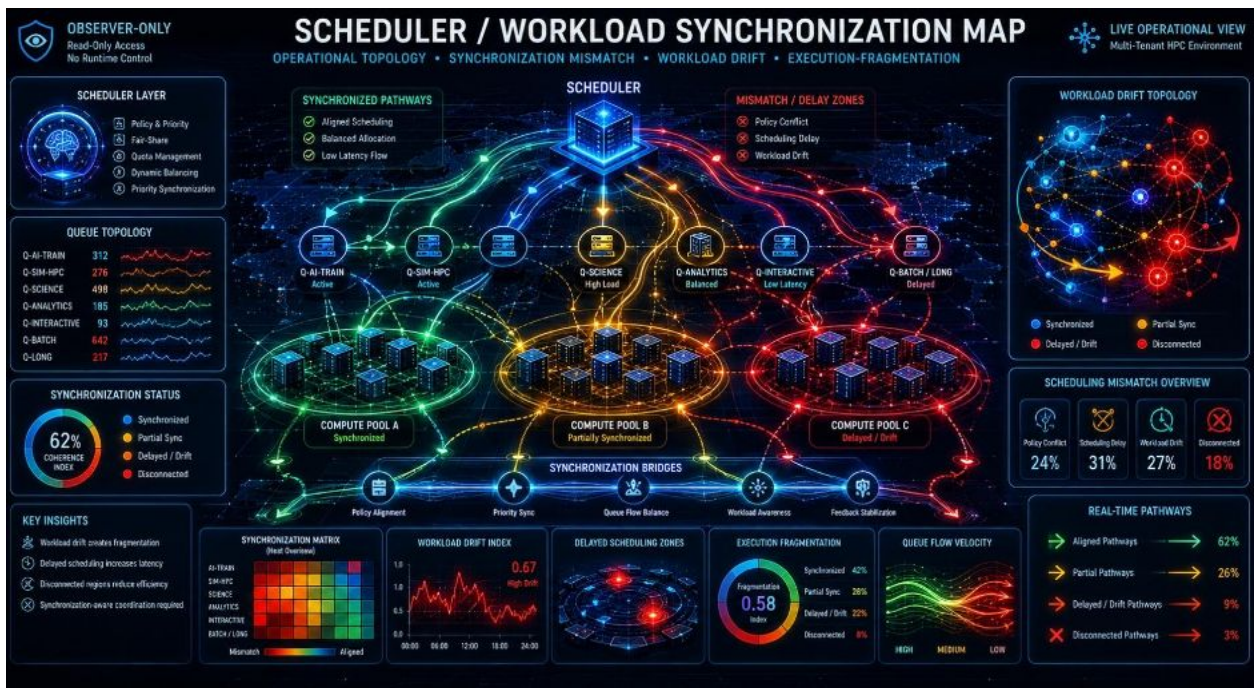 OBSERVER-ONLY
Read-Only Access
No Runtime Control
SCHEDULER / WORKLOAD SYNCHRONIZATION MAP
OPERATIONAL TOPOLOGY • SYNCHRONIZATION MISMATCH • WORKLOAD DRIFT • EXECUTION-FRAGMENTATION
LIVE OPERATIONAL VIEW
Multi-Tenant HPC Environment
SCHEDULER LAYER
Policy & Priority
Fair-Share
Quota Management
Dynamic Balancing
Priority Synchronization
QUEUE TOPOLOGY
Q-AI-TRAIN 312
Q-SIM-HPC 276
Q-SCIENCE 498
Q-ANALYTICS 185
Q-INTERACTIVE 93
Q-BATCH 642
Q-LONG 217
SYNCHRONIZATION STATUS
62%
COHERENCE
INDEX
Synchronized
Partial Sync
Delayed / Drift
Disconnected
KEY INSIGHTS
Workload drift creates fragmentation
Delayed scheduling increases latency
Disconnected regions reduce efficiency
Synchronization-aware coordination required
SYNCHRONIZED PATHWAYS
Aligned Scheduling
Balanced Allocation
Low Latency Flow
SCHEDULER
MISMATCH / DELAY ZONES
Policy Conflict
Scheduling Delay
Workload Drift
Q-AI-TRAIN
Active
Q-SIM-HPC
Active
Q-SCIENCE
High Load
Q-ANALYTICS
Balanced
Q-INTERACTIVE
Low Latency
Q-BATCH / LONG
Delayed
COMPUTE POOL A
Synchronized
COMPUTE POOL B
Partially Synchronized
COMPUTE POOL C
Delayed / Drift
SYNCHRONIZATION BRIDGES
Policy Alignment
Priority Sync
Queue Flow Balance
Workload Awareness
Feedback Stabilization
SYNCHRONIZATION MATRIX
AI-TRAIN
SIM-HPC
SCIENCE
ANALYTICS
INTERACTIVE
BATCH / LONG
Mismatch
Aligned
WORKLOAD DRIFT INDEX
0.67
High Drift
1.0
0.5
0.0
00:00 06:00 12:00 18:00 24:00
DELAYED SCHEDULING ZONES
EXECUTION FRAGMENTATION
Fragmentation
0.58
Index
Synchronized 42%
Partial Sync 28%
Delayed / Drift 22%
Disconnected 8%
QUEUE FLOW VELOCITY
HIGH MEDIUM LOW
WORKLOAD DRIFT TOPOLOGY
Synchronized
Partial Sync
Delayed / Drift
Disconnected
SCHEDULING MISMATCH OVERVIEW
Policy Conflict
24%
Scheduling Delay
31%
Workload Drift
27%
Disconnected
18%
REAL-TIME PATHWAYS
Aligned Pathways 62%
Partial Pathways 26%
Delayed / Drift Pathways 9%
Disconnected Pathways 3%